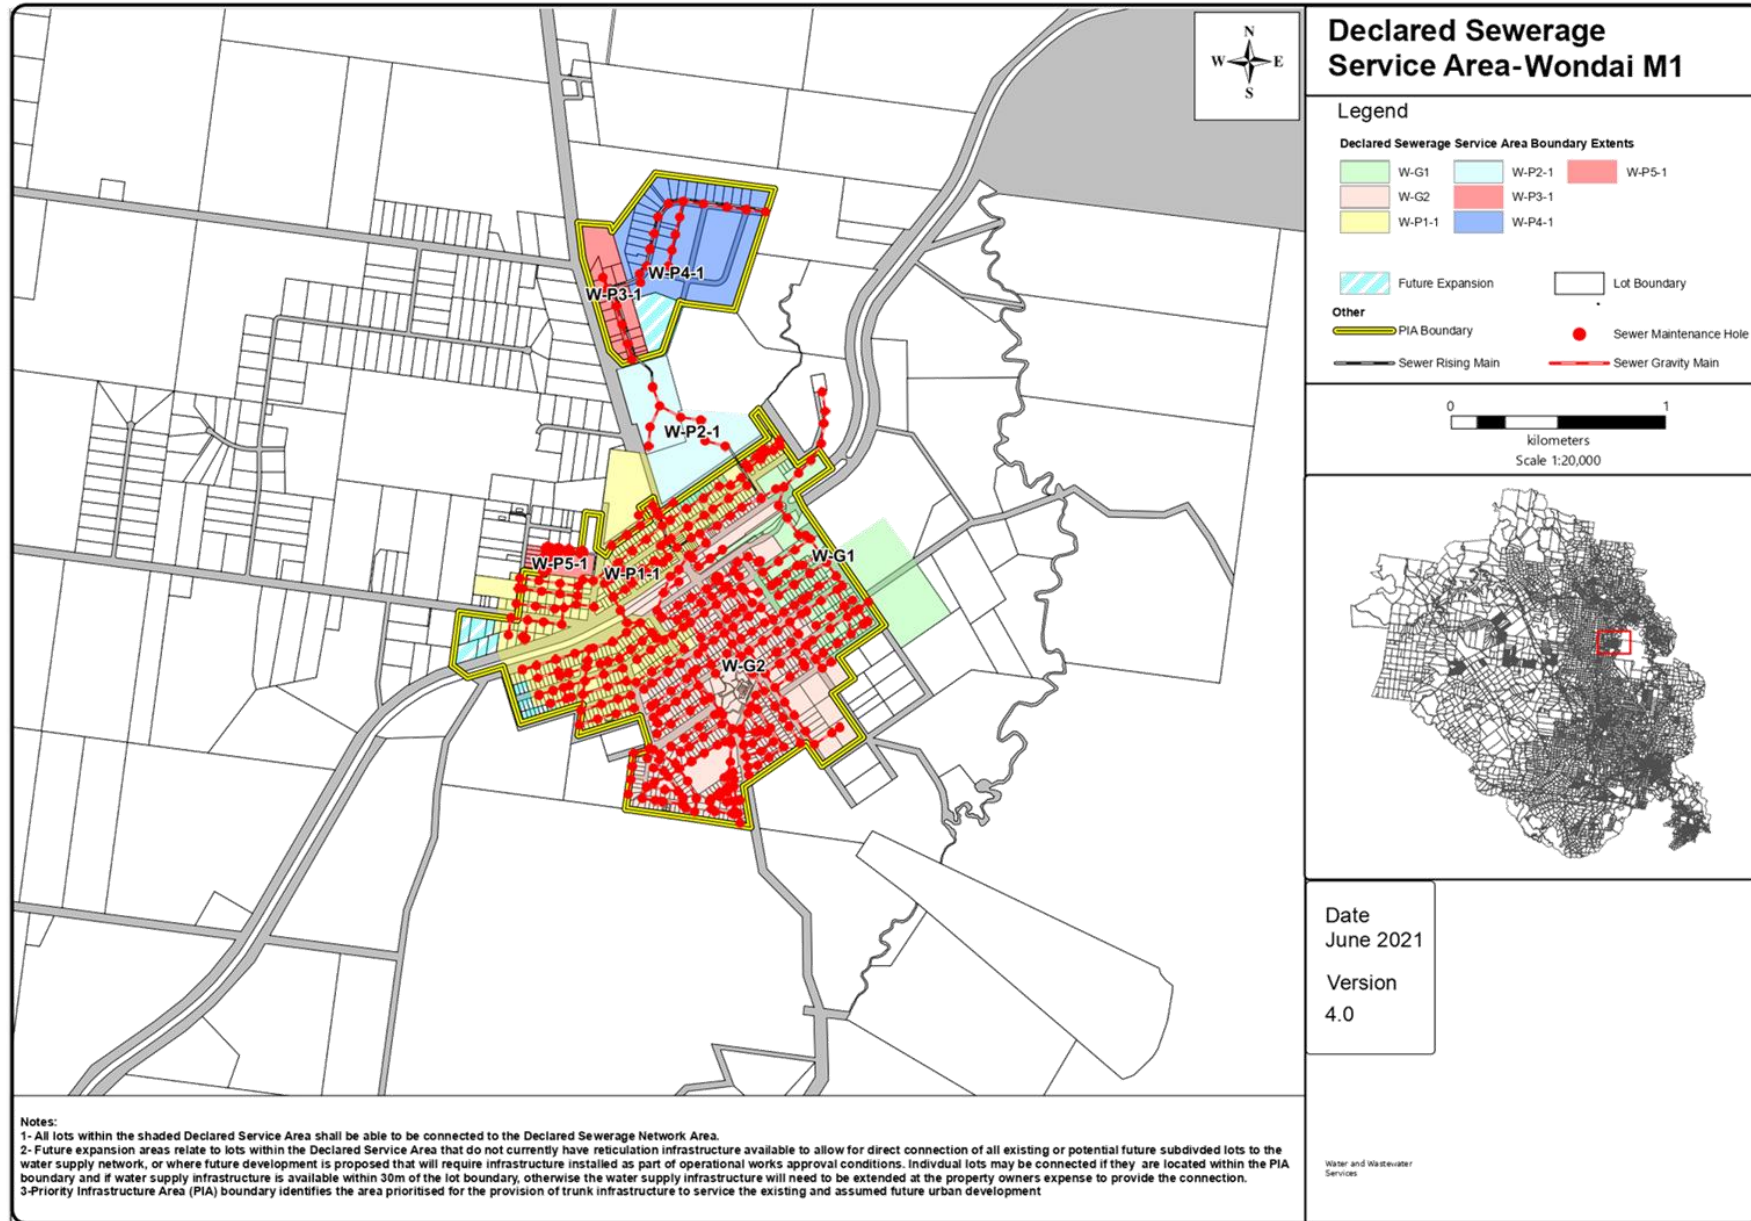 Declared Sewerage
Service Area-Wondai M1
N
W E
S
Legend
Declared Sewerage Service Area Boundary Extents
W-G1 W-P2-1 W-P5-1
W-G2 W-P3-1
W-P1-1 W-P4-1
Future Expansion Lot Boundary
Other
PIA Boundary Sewer Maintenance Hole
Sewer Rising Main Sewer Gravity Main
0 1
kilometers
Scale 1:20,000
W-P4-1
W-P3-1
W-P2-1
W-G1
W-P5-1
W-P1-1
W-G2
Date
June 2021
Version
4.0
Water and Wastewater
Services
Notes:
1- All lots within the shaded Declared Service Area shall be able to be connected to the Declared Sewerage Network Area.
2- Future expansion areas relate to lots within the Declared Service Area that do not currently have reticulation infrastructure available to allow for direct connection of all existing or potential future subdivded lots to the
water supply network, or where future development is proposed that will require infrastructure installed as part of operational works approval conditions. Indivdual lots may be connected if they are located within the PIA
boundary and if water supply infrastructure is available within 30m of the lot boundary, otherwise the water supply infrastructure will need to be extended at the property owners expense to provide the connection.
3-Priority Infrastructure Area (PIA) boundary identifies the area prioritised for the provision of trunk infrastructure to service the existing and assumed future urban development